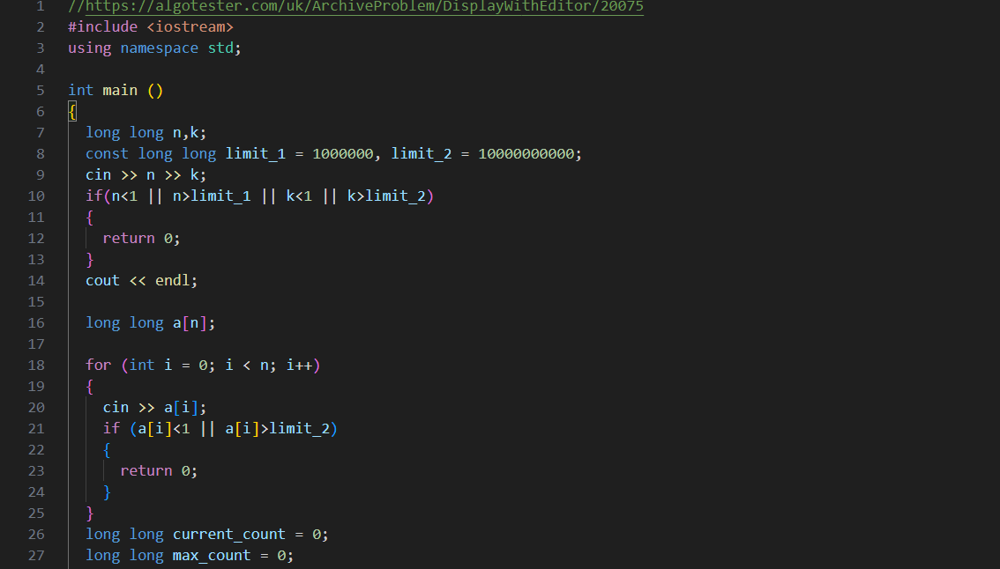 1 //https://algotester.com/uk/ArchiveProblem/DisplayWithEditor/20075
2 #include <iostream>
3 using namespace std;
4
5 int main ()
6 {
7 long long n,k;
8 const long long limit_1 = 1000000, limit_2 = 10000000000;
9 cin >> n >> k;
10 if(n<1 || n>limit_1 || k<1 || k>limit_2)
11 {
12 return 0;
13 }
14 cout << endl;
15
16 long long a[n];
17
18 for (int i = 0; i < n; i++)
19 {
20 cin >> a[i];
21 if (a[i]<1 || a[i]>limit_2)
22 {
23 return 0;
24 }
25 }
26 long long current_count = 0;
27 long long max_count = 0;